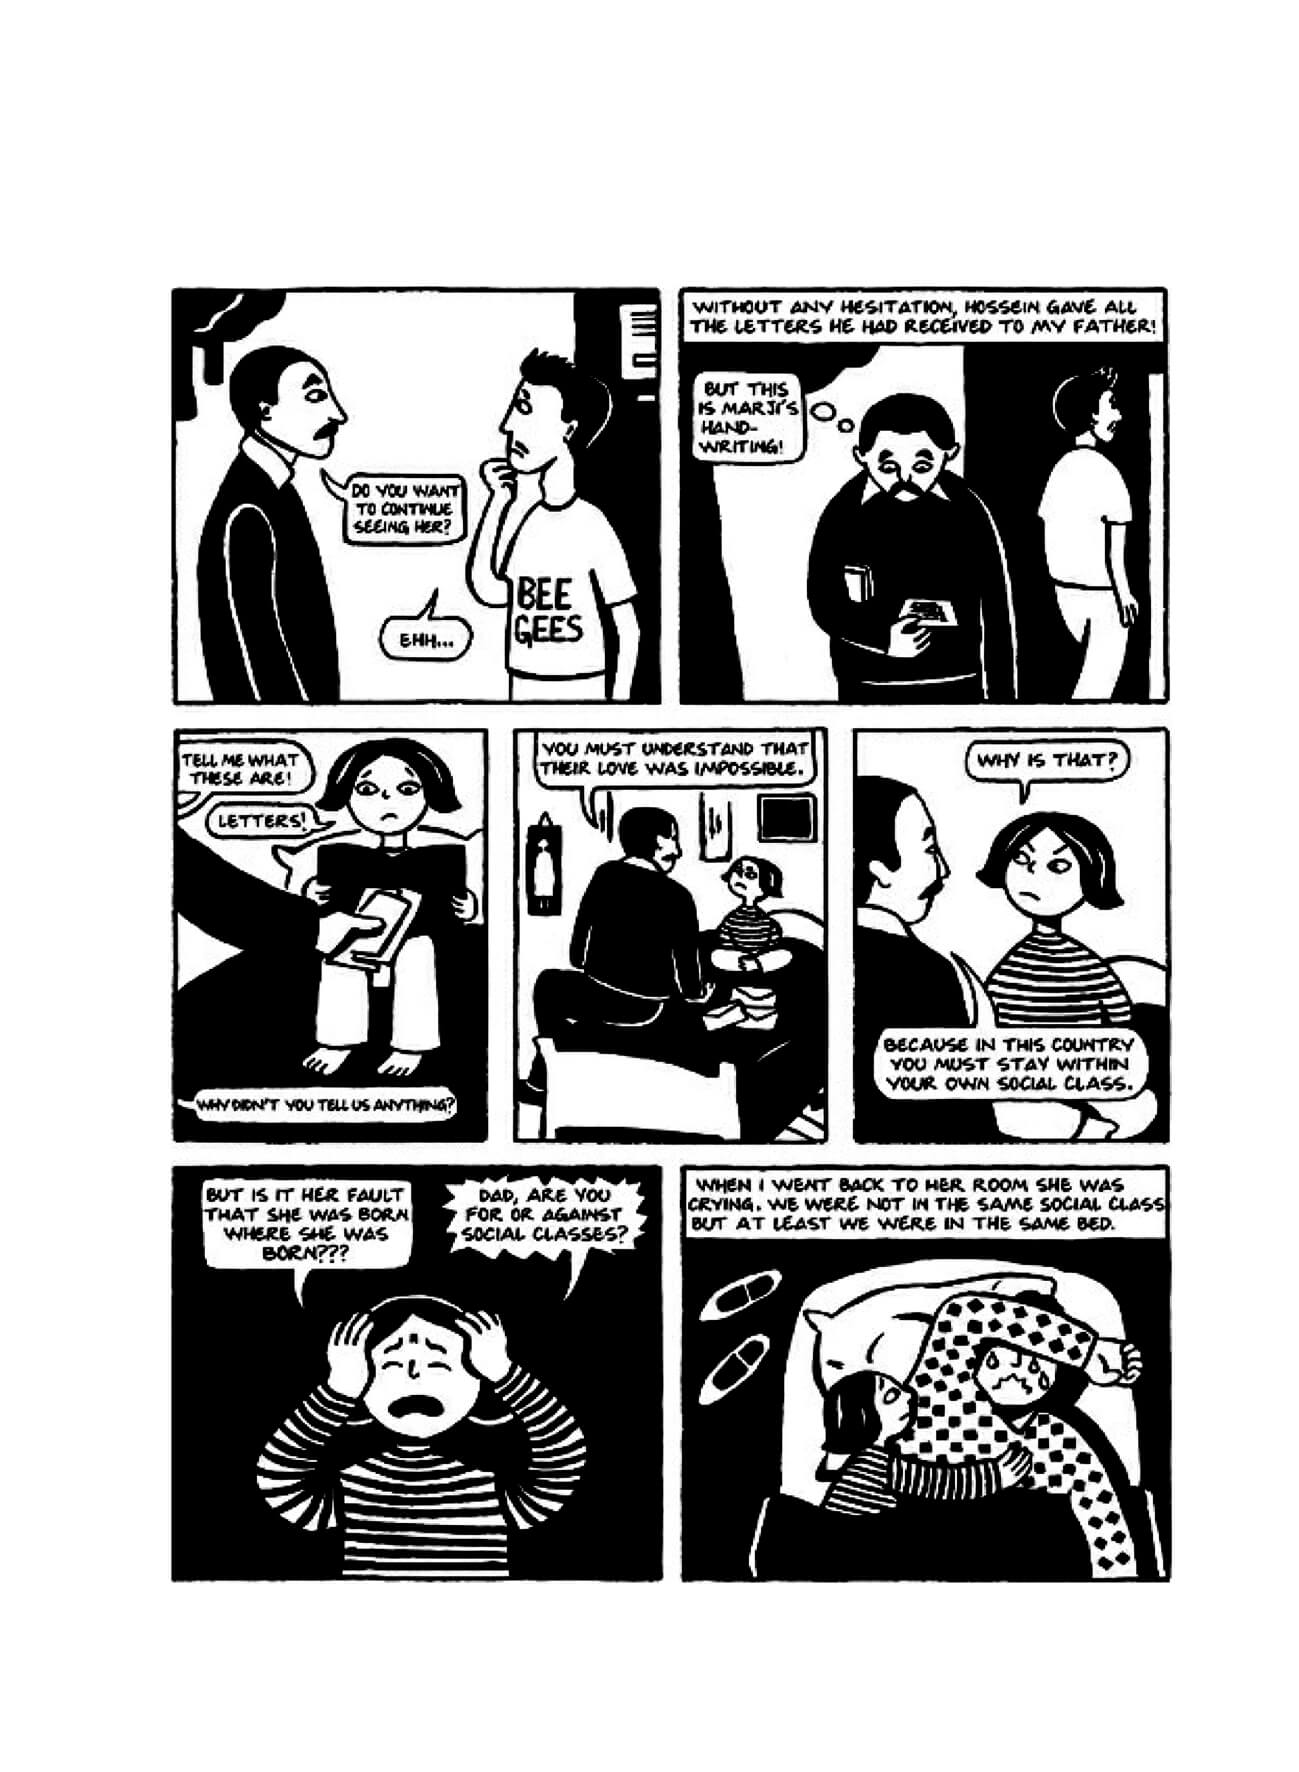 DO YOU WANT
TO CONTINUE
SEEING HER?
EHH...
BEE
GEES
WITHOUT ANY HESITATION, HOSSEIN GAVE ALL
THE LETTERS HE HAD RECEIVED TO MY FATHER!
BUT THIS
IS MARJI'S
HAND-
WRITING!
TELL ME WHAT
THESE ARE!
LETTERS!
WHY DIDN'T YOU TELL US ANYTHING?
YOU MUST UNDERSTAND THAT
THEIR LOVE WAS IMPOSSIBLE.
WHY IS THAT?
BECAUSE IN THIS COUNTRY
YOU MUST STAY WITHIN
YOUR OWN SOCIAL CLASS.
BUT IS IT HER FAULT
THAT SHE WAS BORN
WHERE SHE WAS
BORN???
DAD, ARE YOU
FOR OR AGAINST
SOCIAL CLASSES?
WHEN I WENT BACK TO HER ROOM SHE WAS
CRYING. WE WERE NOT IN THE SAME SOCIAL CLASS
BUT AT LEAST WE WERE IN THE SAME BED.